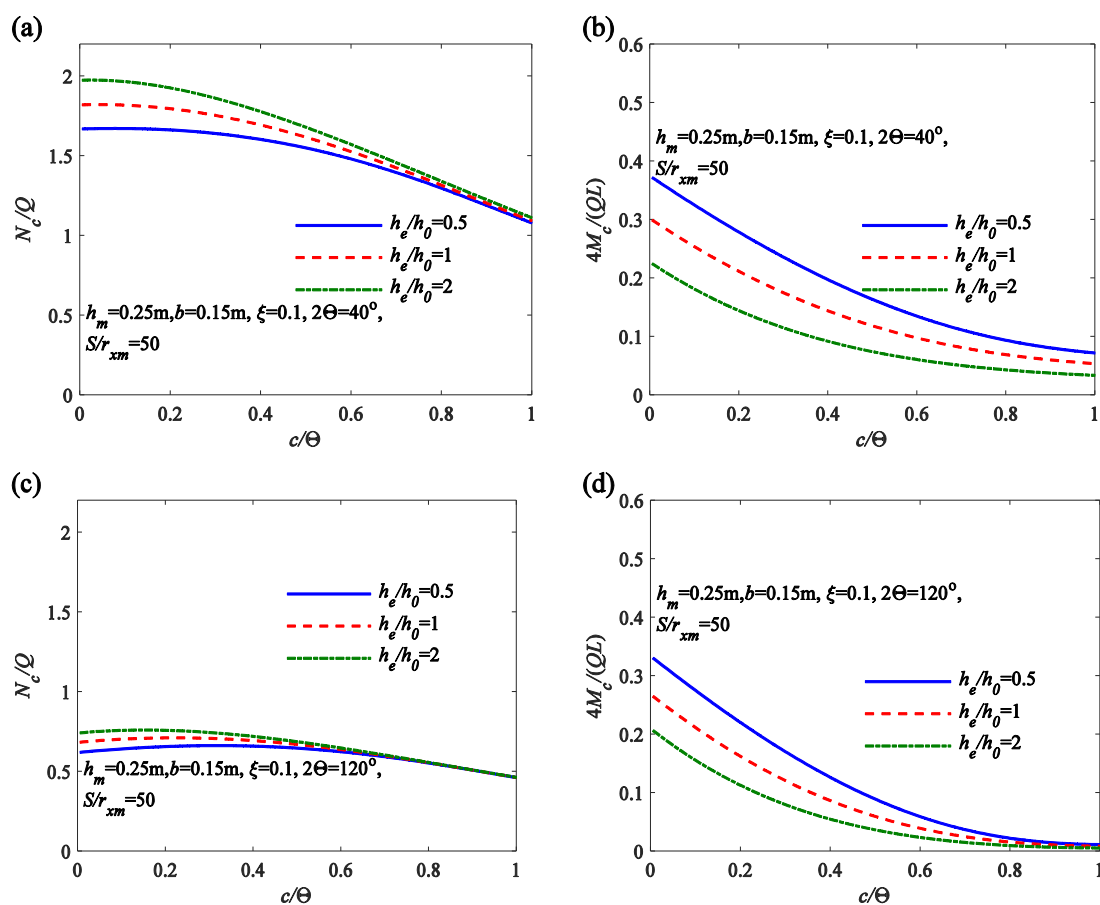 (a)
2
1.5
1
0.5
0
N_c/Q
h_e/h_0=0.5
h_e/h_0=1
h_e/h_0=2
h_m=0.25m,b=0.15m, ξ=0.1, 2Θ=40°,
S/r_xm=50
0 0.2 0.4 0.6 0.8 1
c/Θ
(b)
0.6
0.5
0.4
0.3
0.2
0.1
0
4M_c/(QL)
h_m=0.25m,b=0.15m, ξ=0.1, 2Θ=40°,
S/r_xm=50
h_e/h_0=0.5
h_e/h_0=1
h_e/h_0=2
0 0.2 0.4 0.6 0.8 1
c/Θ
(c)
2
1.5
1
0.5
0
N_c/Q
h_e/h_0=0.5
h_e/h_0=1
h_e/h_0=2
h_m=0.25m,b=0.15m, ξ=0.1, 2Θ=120°,
S/r_xm=50
0 0.2 0.4 0.6 0.8 1
c/Θ
(d)
0.6
0.5
0.4
0.3
0.2
0.1
0
4M_c/(QL)
h_m=0.25m,b=0.15m, ξ=0.1, 2Θ=120°,
S/r_xm=50
h_e/h_0=0.5
h_e/h_0=1
h_e/h_0=2
0 0.2 0.4 0.6 0.8 1
c/Θ